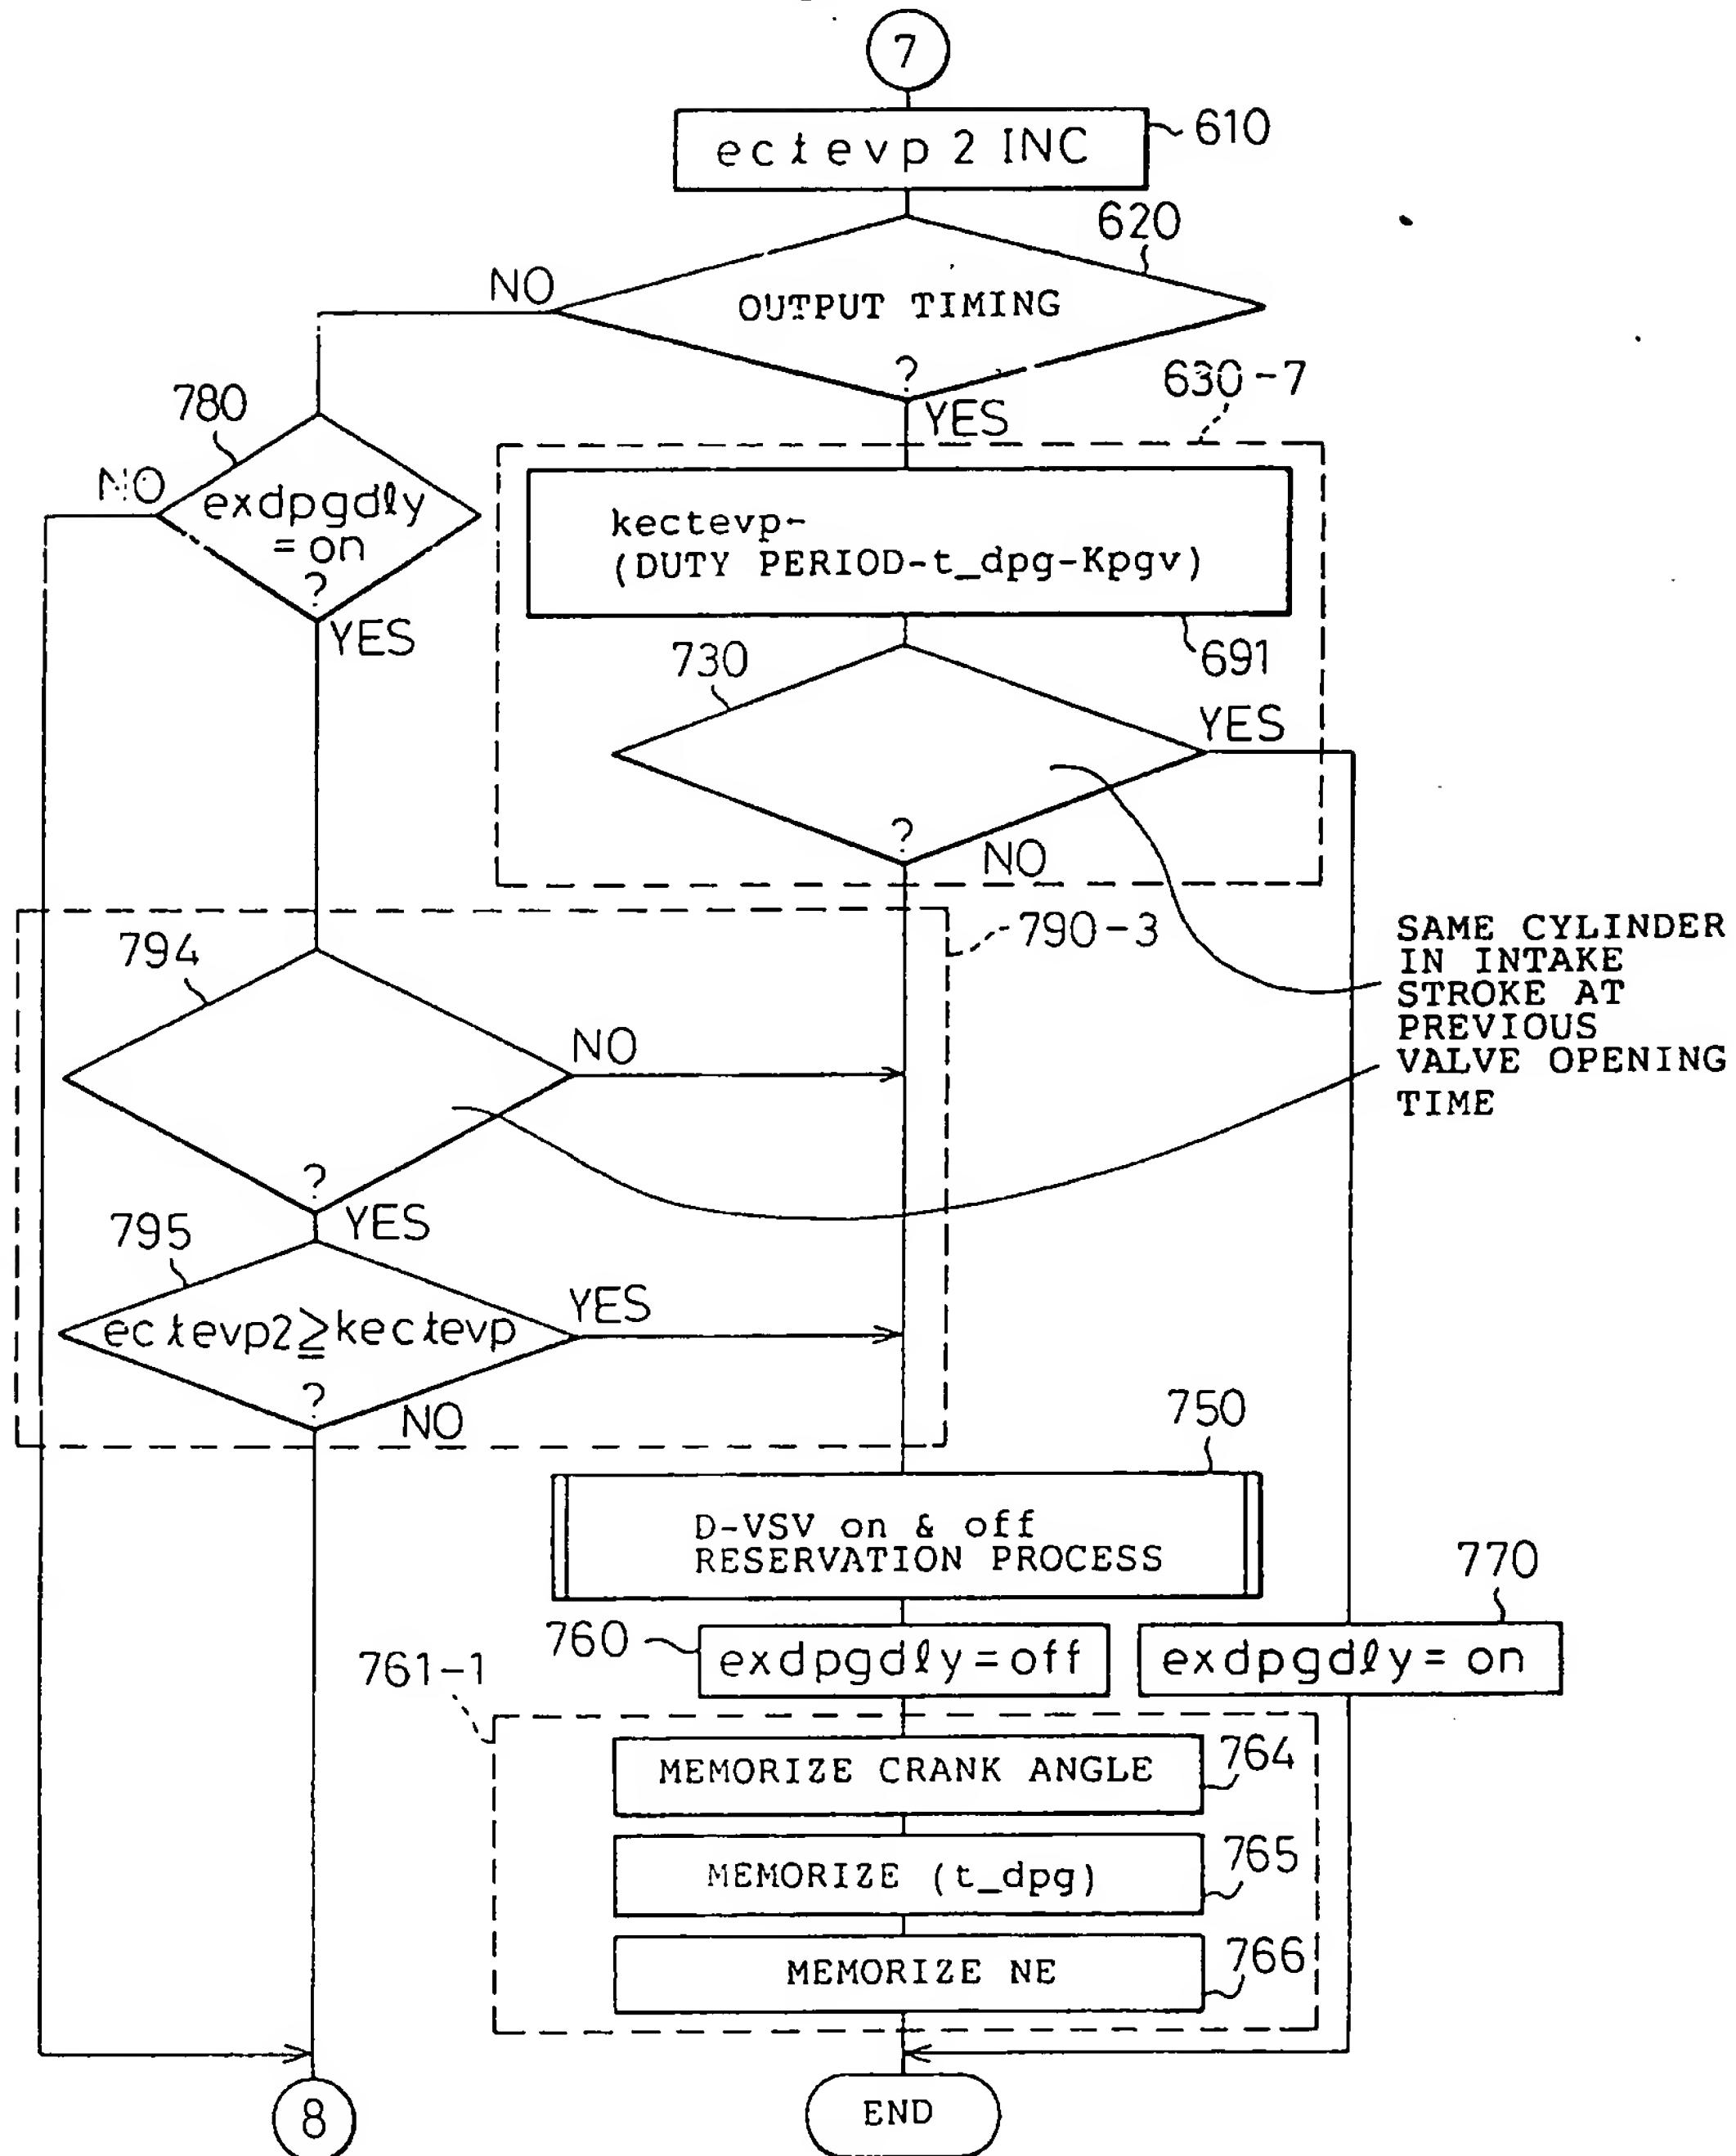 7
ectevp 2 INC
610
620
NO
OUTPUT TIMING
?
YES
630-7
780
NO
exdpgdly
= on
?
YES
kectevp-
(DUTY PERIOD-t_dpg-Kpgv)
691
730
YES
?
NO
790-3
794
NO
?
YES
SAME CYLINDER
IN INTAKE
STROKE AT
PREVIOUS
VALVE OPENING
TIME
795
ectevp2≧kectevp
YES
?
NO
750
D-VSV on & off
RESERVATION PROCESS
770
760
exdpgdly=off
exdpgdly= on
761-1
MEMORIZE CRANK ANGLE
764
MEMORIZE (t_dpg)
765
MEMORIZE NE
766
8
END